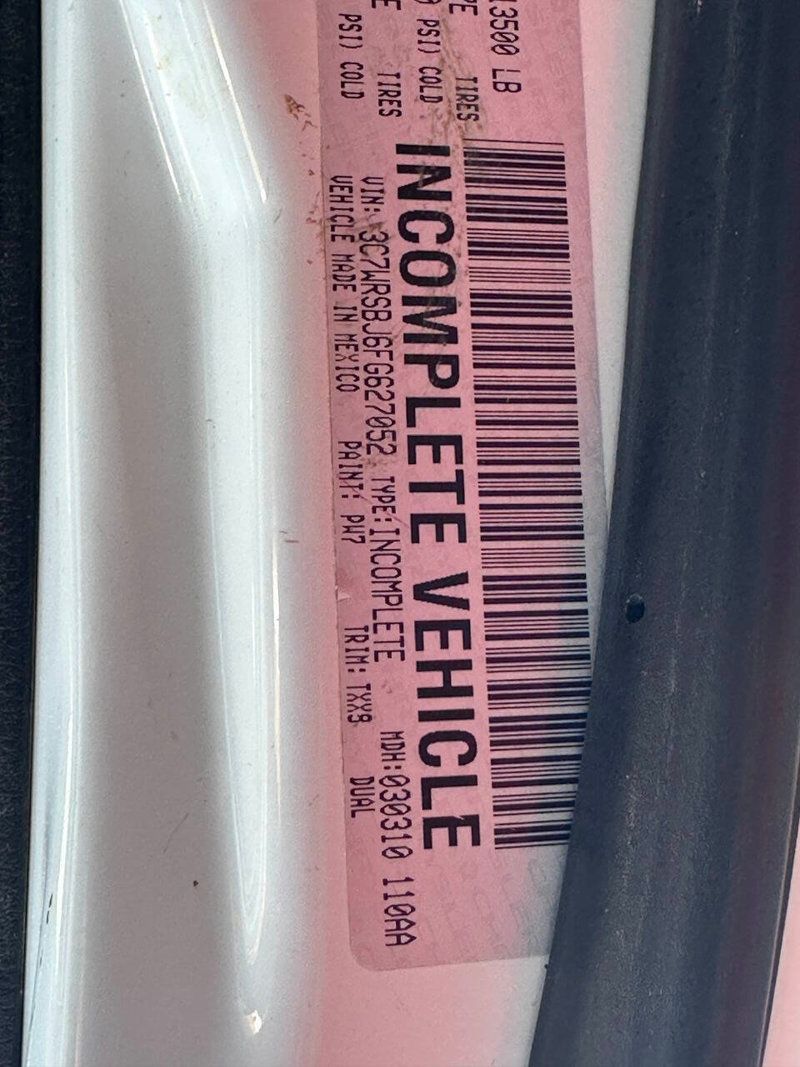 13500 LB
TIRES
PSI) COLD
TIRES
PSI) COLD
INCOMPLETE VEHICLE
VIN: 3C7WRSBJ6FG627052 TYPE:INCOMPLETE MDH:030310 110AA
VEHICLE MADE IN MEXICO PAINT: PW7 TRIM: TXX9 DUAL